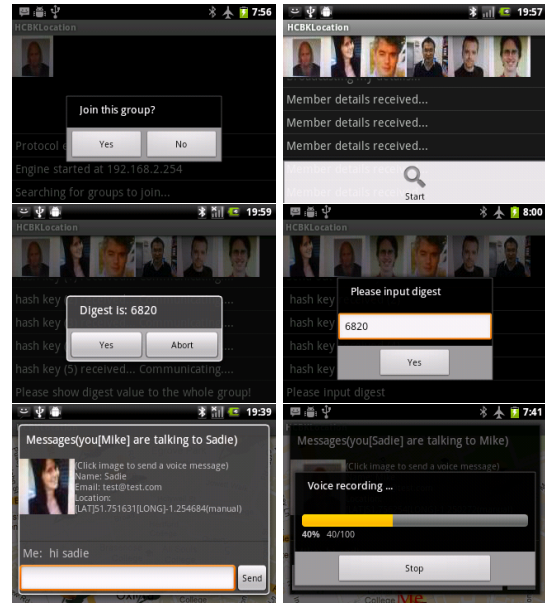 7:56
HCBKLocation
Join this group?
Yes
No
Protocol e
Engine started at 192.168.2.254
Searching for groups to join...
19:57
HCBKLocation
Member details received...
Member details received...
Member details received...
Start
19:59
HCBKLocation
hash key
Digest is: 6820
hash key
Yes
Abort
hash key
hash key (5) received... Communicating....
Please show digest value to the whole group!
8:00
HCBKLocation
Please input digest
hash key
6820
hash key
Yes
hash key
Please input digest
19:39
Messages(you[Mike] are talking to Sadie)
(Click image to send a voice message)
Name: Sadie
Email: test@test.com
Location:
[LAT]51.751631[LONG]-1.254684(manual)
Me: hi sadie
Send
College
7:41
Messages(you[Sadie] are talking to Mike)
(Click image to send a voice message)
Voice recording ...
40% 40/100
Stop
College
Me